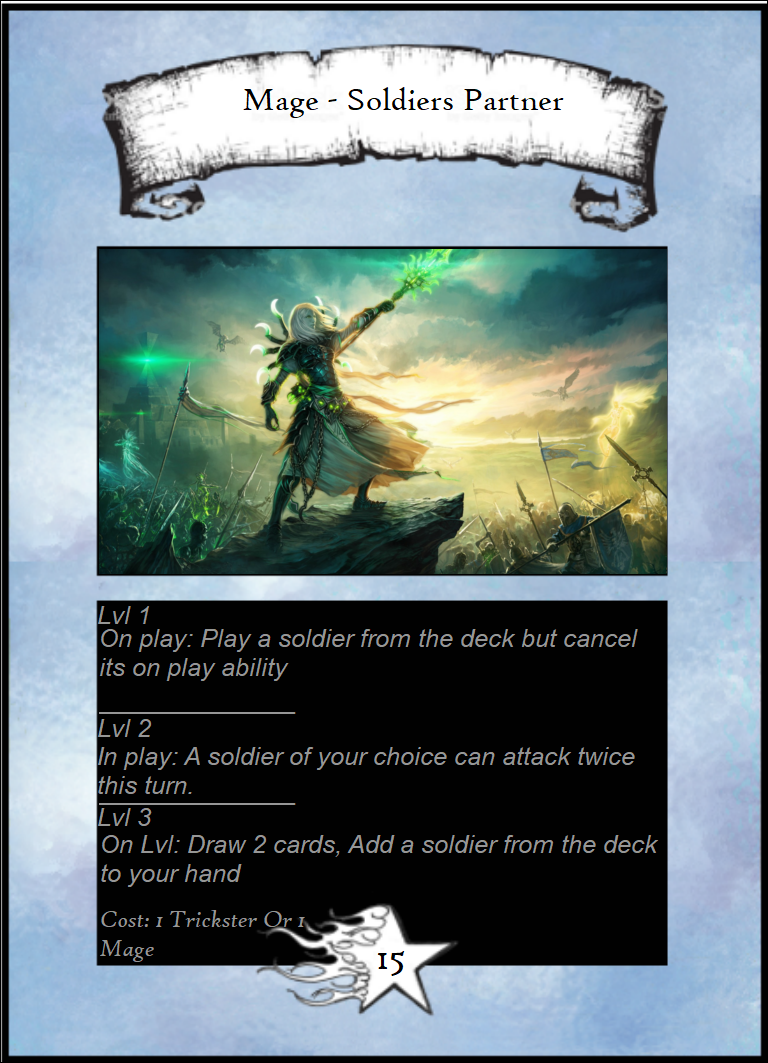 Mage - Soldiers Partner
Lvl 1
On play: Play a soldier from the deck but cancel
its on play ability
Lvl 2
In play: A soldier of your choice can attack twice
this turn.
Lvl 3
On Lvl: Draw 2 cards, Add a soldier from the deck
to your hand
Cost: 1 Trickster Or 1
Mage
15